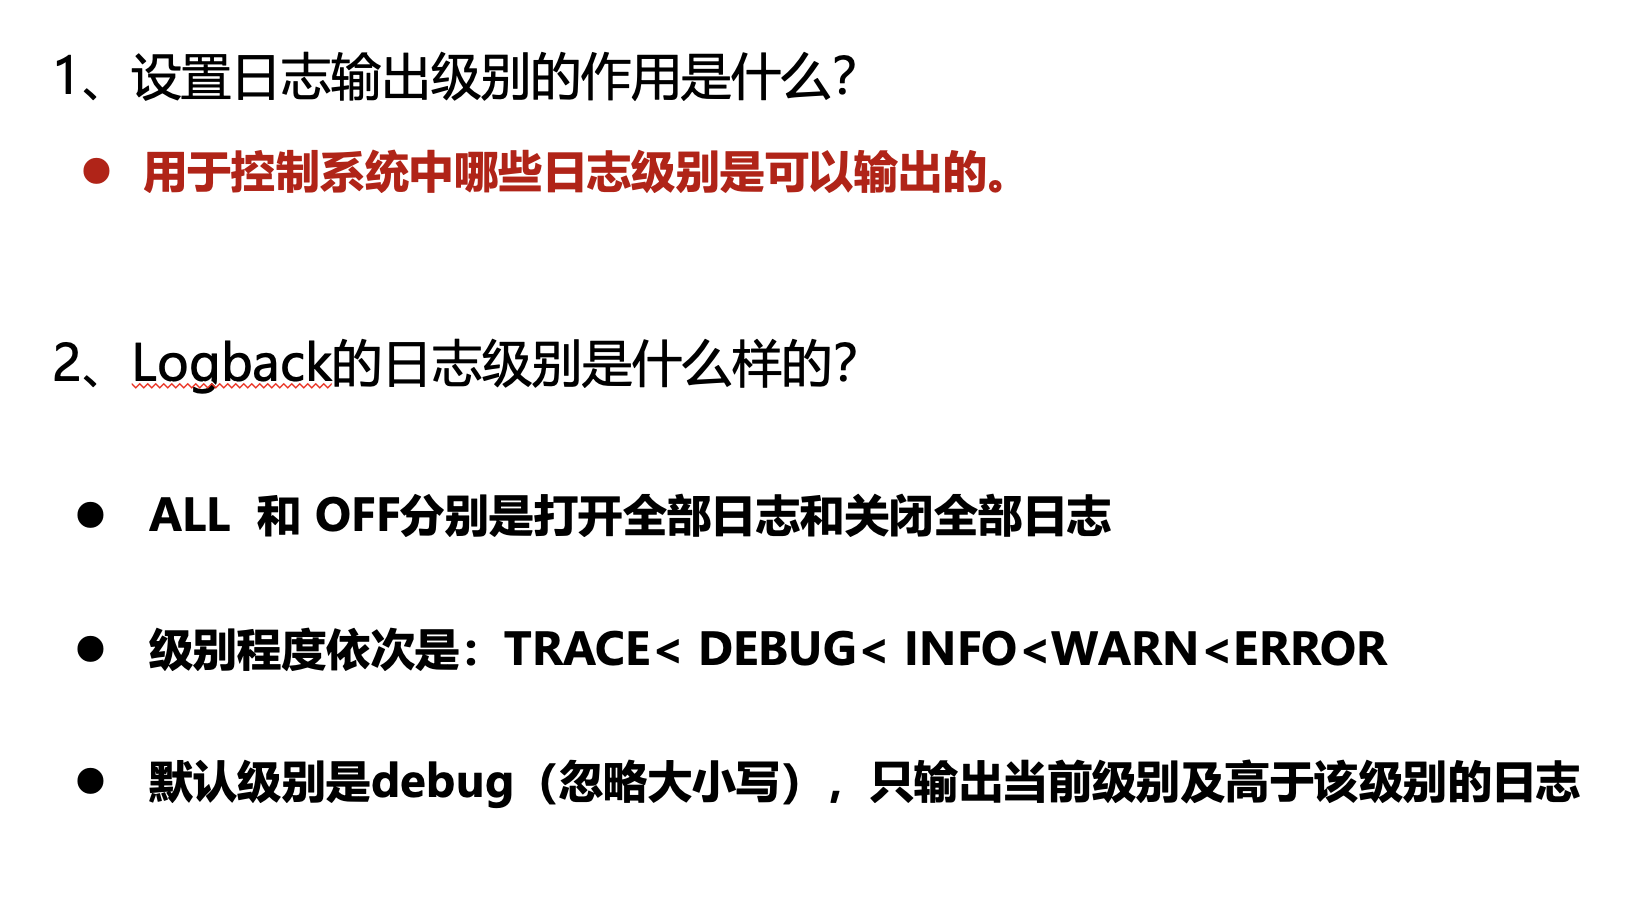 1、设置日志输出级别的作用是什么？
● 用于控制系统中哪些日志级别是可以输出的。
2、Logback的日志级别是什么样的？
● ALL 和 OFF分别是打开全部日志和关闭全部日志
● 级别程度依次是：TRACE< DEBUG< INFO<WARN<ERROR
● 默认级别是debug（忽略大小写），只输出当前级别及高于该级别的日志